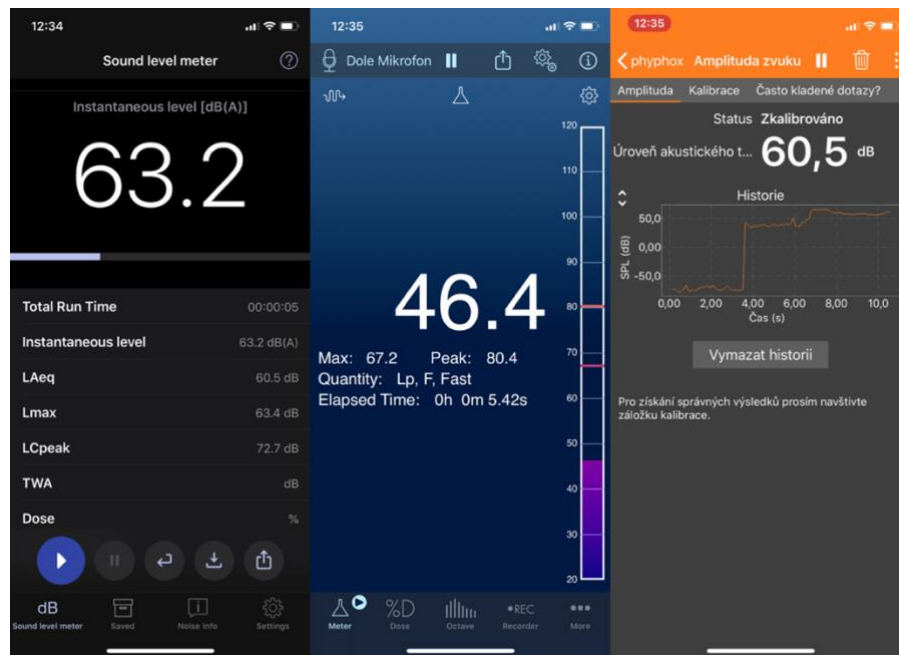 12:34
Sound level meter
Instantaneous level [dB(A)]
63.2
Total Run Time 00:00:05
Instantaneous level 63.2 dB(A)
LAeq 60.5 dB
Lmax 63.4 dB
LCpeak 72.7 dB
TWA dB
Dose %
dB
Sound level meter Saved Noise Info Settings
12:35
Dole Mikrofon
120
110
100
90
80
70
60
50
40
30
20
46.4
Max: 67.2 Peak: 80.4
Quantity: Lp, F, Fast
Elapsed Time: 0h 0m 5.42s
%D REC
Meter Dose Octave Recorder More
12:35
phyphox Amplituda zvuku
Amplituda Kalibrace Často kladené dotazy?
Status Zkalibrováno
Úroveň akustického t... 60,5 dB
Historie
SPL (dB)
50,0
0,00
-50,0
0,00 2,00 4,00 6,00 8,00 10,0
Čas (s)
Vymazat historii
Pro získání správných výsledků prosím navštivte
záložku kalibrace.